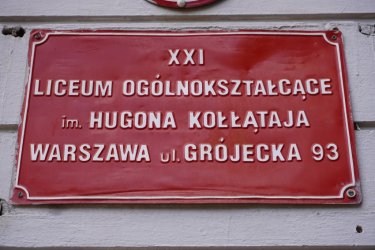 XXI
LICEUM OGÓLNOKSZTAŁCĄCE
im. HUGONA KOŁŁĄTAJA
WARSZAWA ul. GRÓJECKA 93